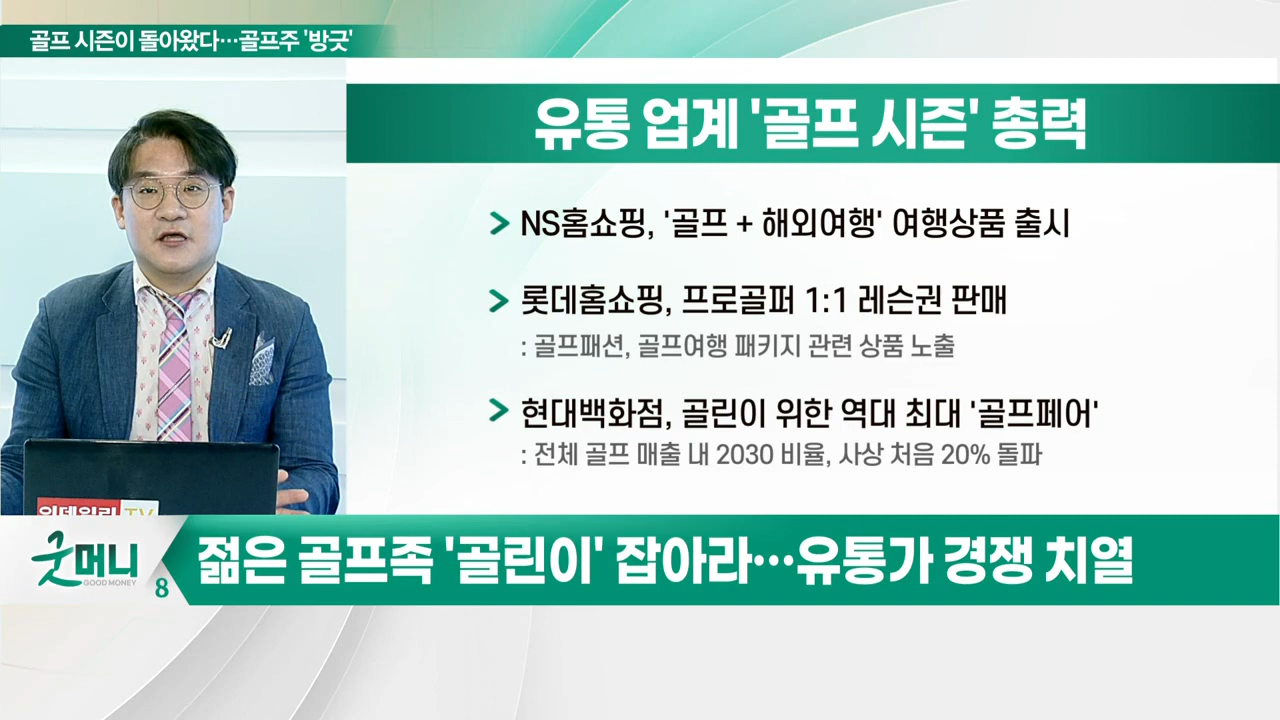 골프 시즌이 돌아왔다…골프주 '방긋'
유통 업계 '골프 시즌' 총력
> NS홈쇼핑, '골프 + 해외여행' 여행상품 출시
> 롯데홈쇼핑, 프로골퍼 1:1 레슨권 판매
: 골프패션, 골프여행 패키지 관련 상품 노출
> 현대백화점, 골린이 위한 역대 최대 '골프페어'
: 전체 골프 매출 내 2030 비율, 사상 처음 20% 돌파
이데일리 TV
굿머니
GOOD MONEY
8
젊은 골프족 '골린이' 잡아라…유통가 경쟁 치열